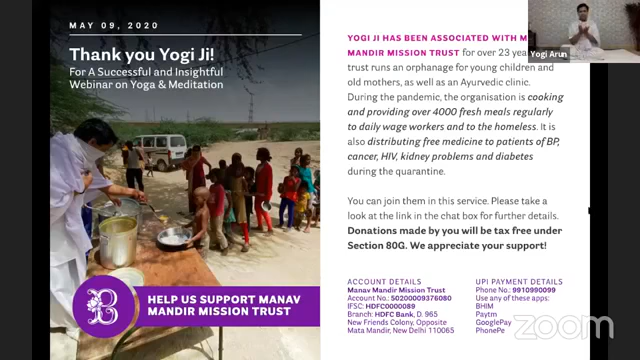 MAY 09, 2020
Thank you Yogi Ji!
For A Successful and Insightful
Webinar on Yoga & Meditation
B
HELP US SUPPORT MANAV
MANDIR MISSION TRUST
YOGI JI HAS BEEN ASSOCIATED WITH
MANDIR MISSION TRUST for over 23
trust runs an orphanage for young children and
old mothers, as well as an Ayurvedic clinic.
During the pandemic, the organisation is cooking
and providing over 4000 fresh meals regularly
to daily wage workers and to the homeless. It is
also distributing free medicine to patients of BP,
cancer, HIV, kidney problems and diabetes
during the quarantine.
You can join them in this service. Please take a
look at the link in the chat box for further details.
Donations made by you will be tax free under
Section 80G. We appreciate your support!
ACCOUNT DETAILS
Manav Mandir Mission Trust
Account No.: 50200009376080
IFSC: HDFC0000089
Branch: HDFC Bank, D. 965
New Friends Colony, Opposite
Mata Mandir, New Delhi 110065
UPI PAYMENT DETAILS
Phone No.: 9910990099
Use any of these apps:
BHIM
Paytm
GooglePay
PhonePe
Yogi Arun
zoom